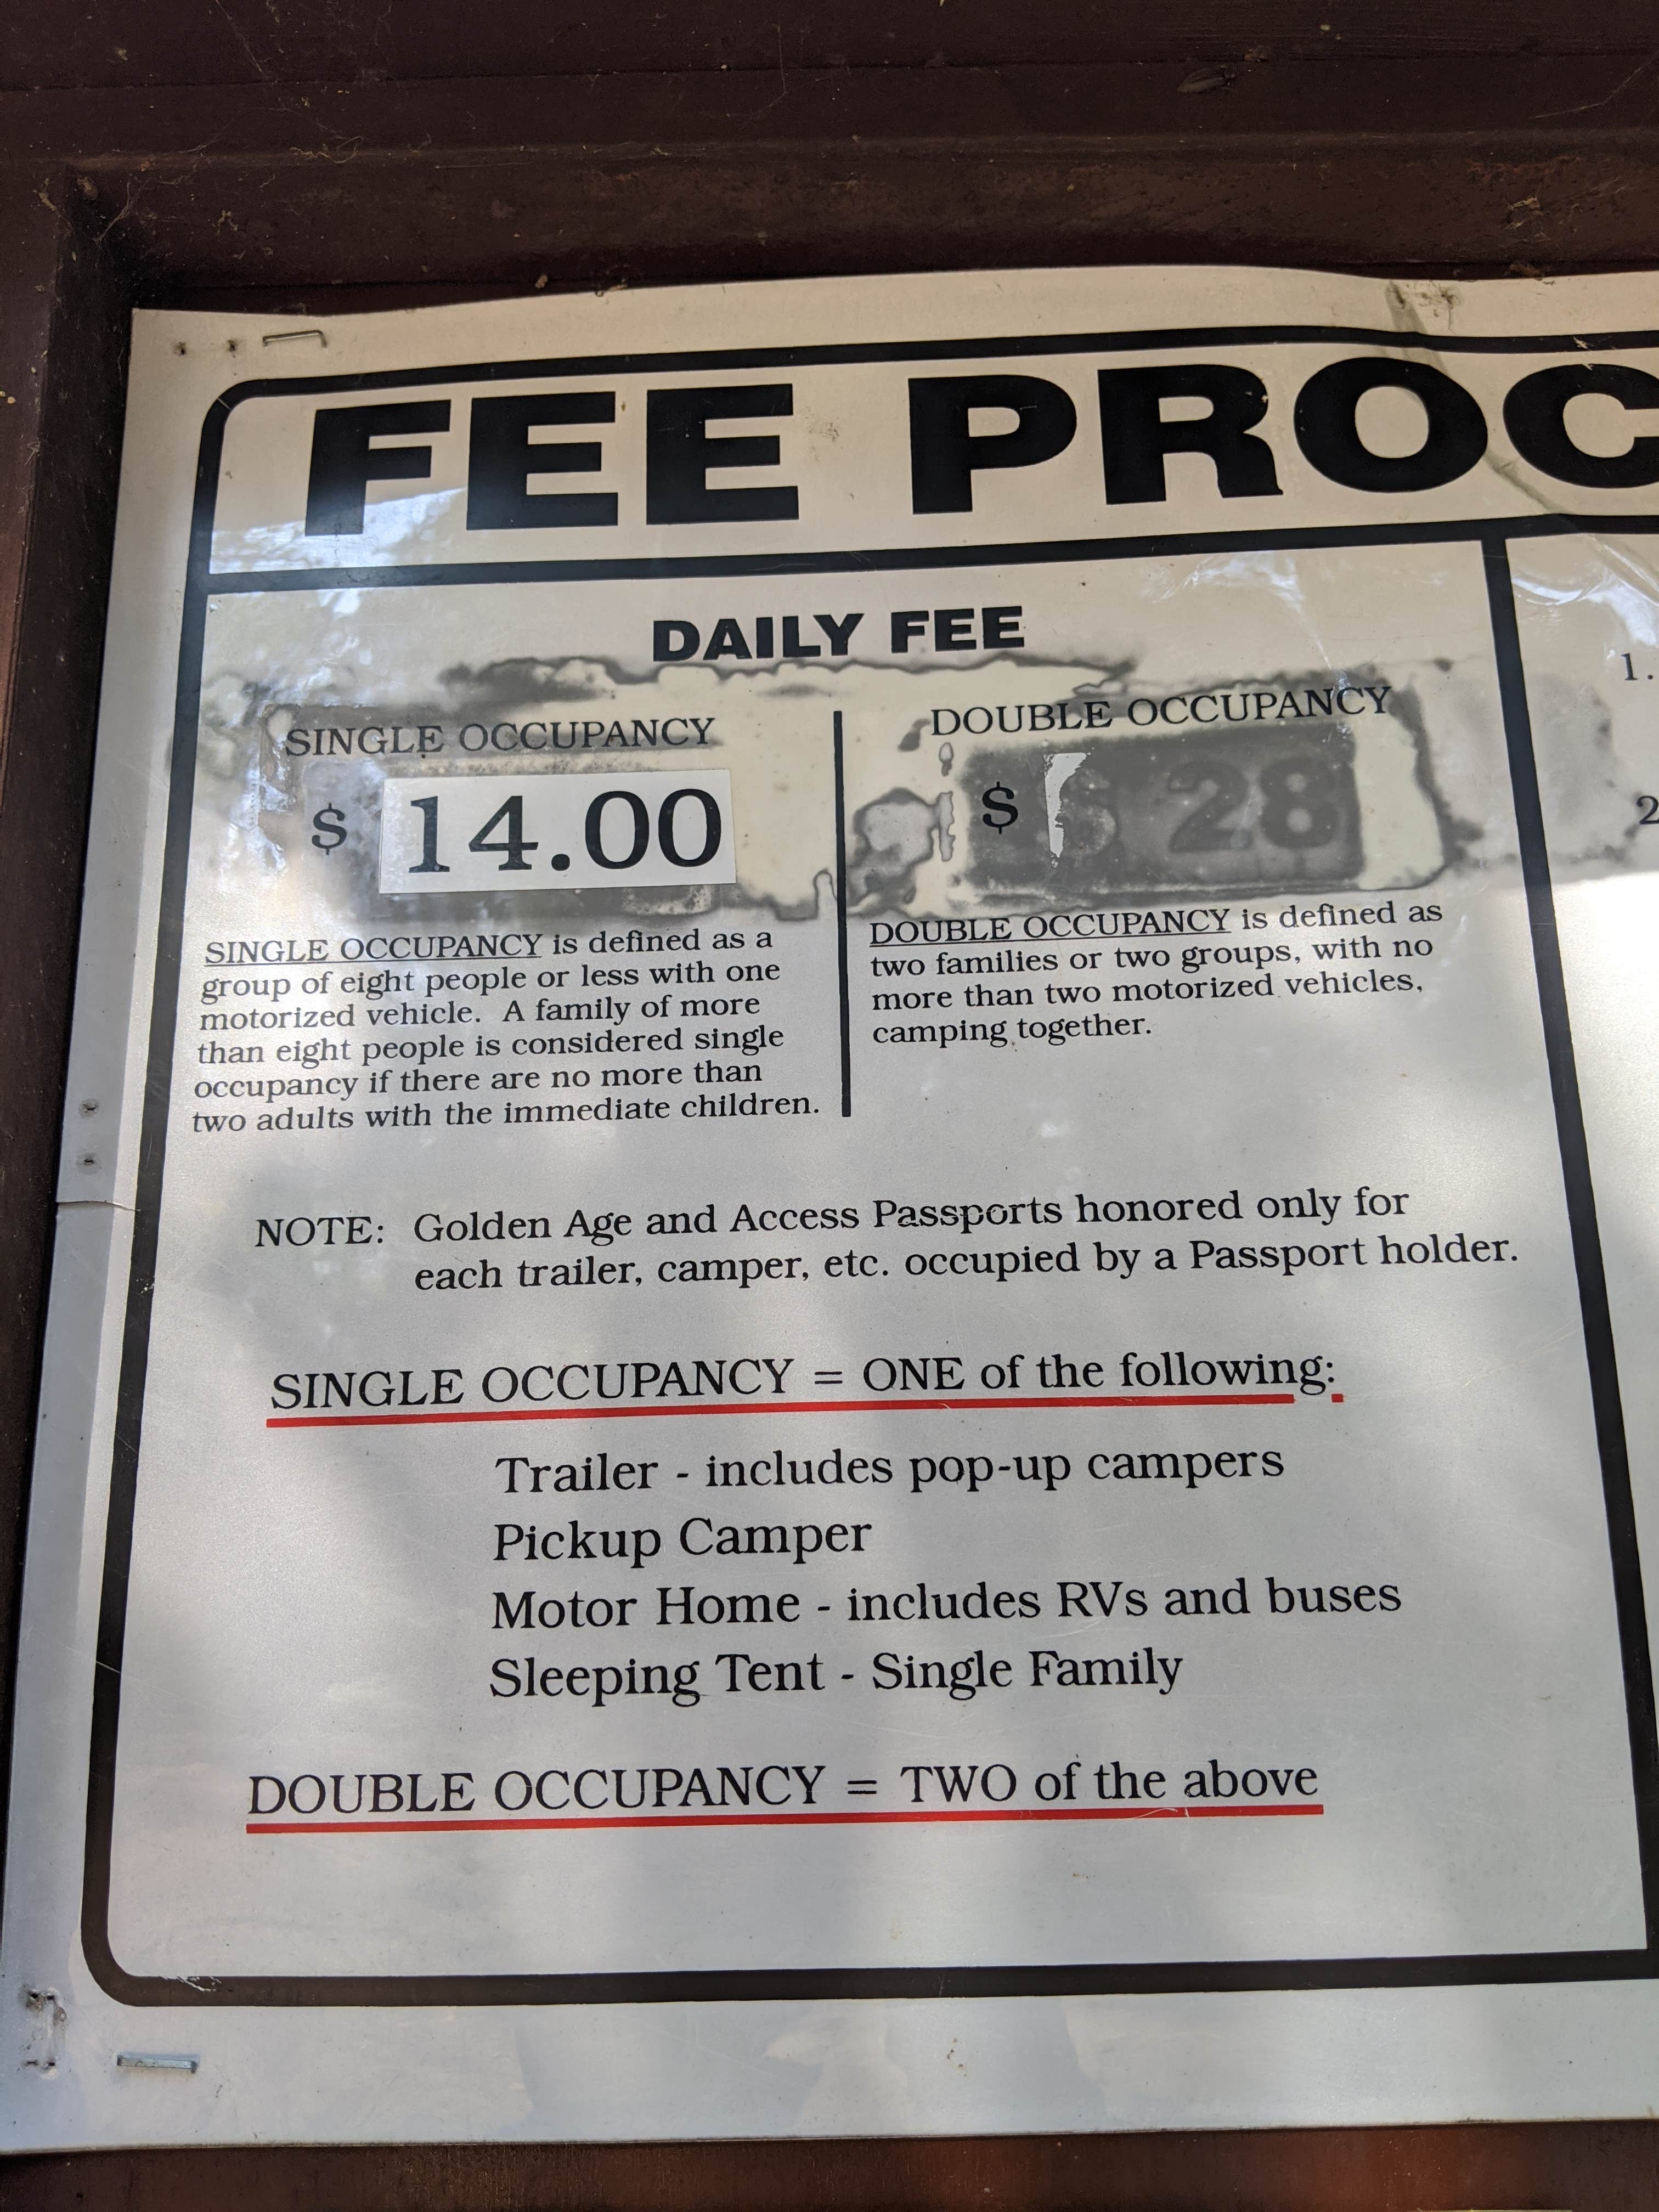 FEE PROC
DAILY FEE
SINGLE OCCUPANCY
$ 14.00
SINGLE OCCUPANCY is defined as a
group of eight people or less with one
motorized vehicle. A family of more
than eight people is considered single
occupancy if there are no more than
two adults with the immediate children.
DOUBLE OCCUPANCY
$ 28
DOUBLE OCCUPANCY is defined as
two families or two groups, with no
more than two motorized vehicles,
camping together.
NOTE: Golden Age and Access Passports honored only for
each trailer, camper, etc. occupied by a Passport holder.
SINGLE OCCUPANCY = ONE of the following:
Trailer - includes pop-up campers
Pickup Camper
Motor Home - includes RVs and buses
Sleeping Tent - Single Family
DOUBLE OCCUPANCY = TWO of the above
1.
2